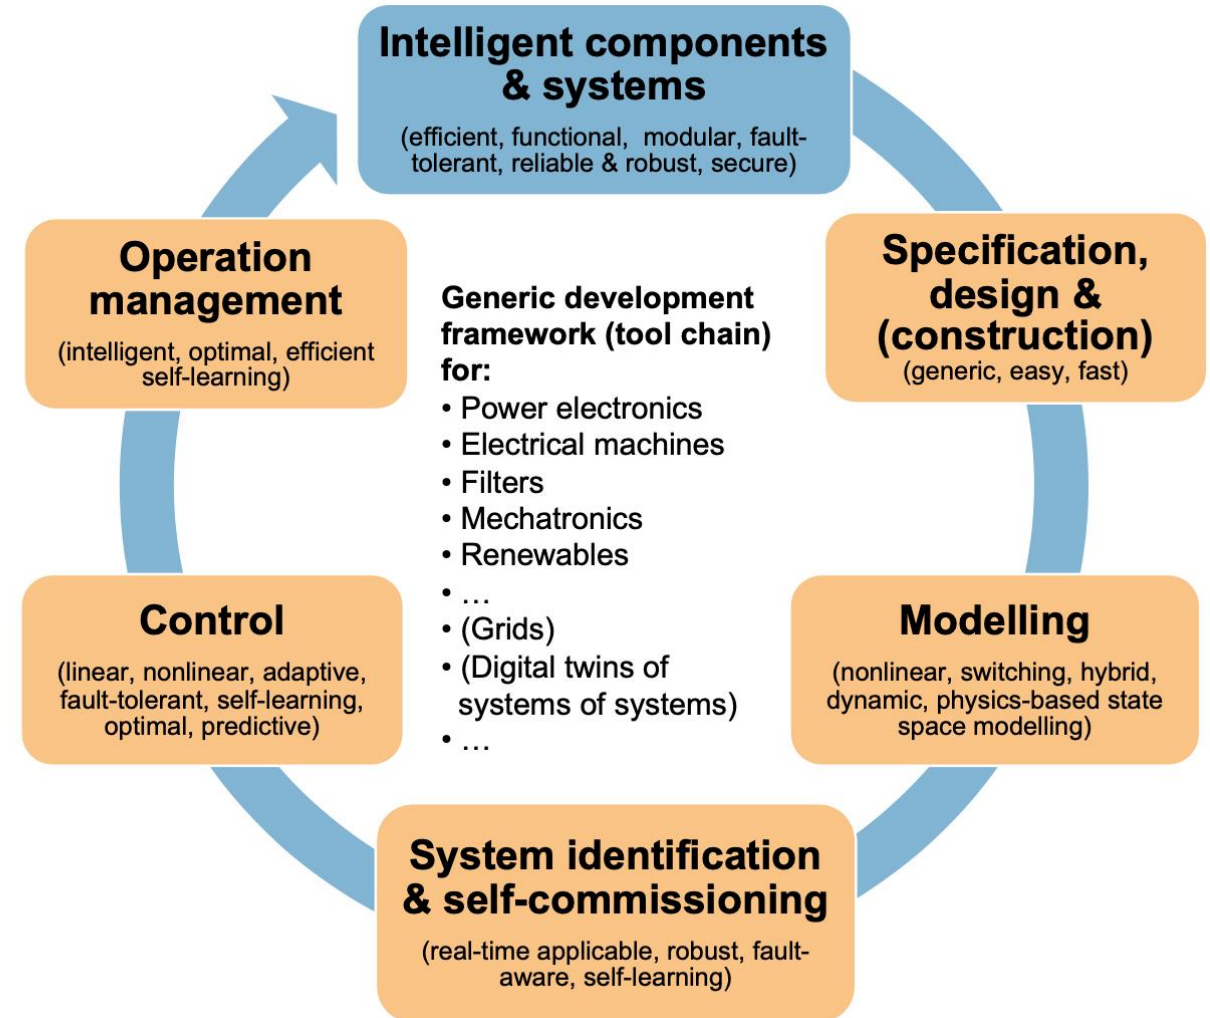 Intelligent components
& systems
(efficient, functional, modular, fault-
tolerant, reliable & robust, secure)
Specification,
design &
(construction)
(generic, easy, fast)
Modelling
(nonlinear, switching, hybrid,
dynamic, physics-based state
space modelling)
System identification
& self-commissioning
(real-time applicable, robust, fault-
aware, self-learning)
Control
(linear, nonlinear, adaptive,
fault-tolerant, self-learning,
optimal, predictive)
Operation
management
(intelligent, optimal, efficient
self-learning)
Generic development
framework (tool chain)
for:
• Power electronics
• Electrical machines
• Filters
• Mechatronics
• Renewables
• …
• (Grids)
• (Digital twins of
systems of systems)
• …